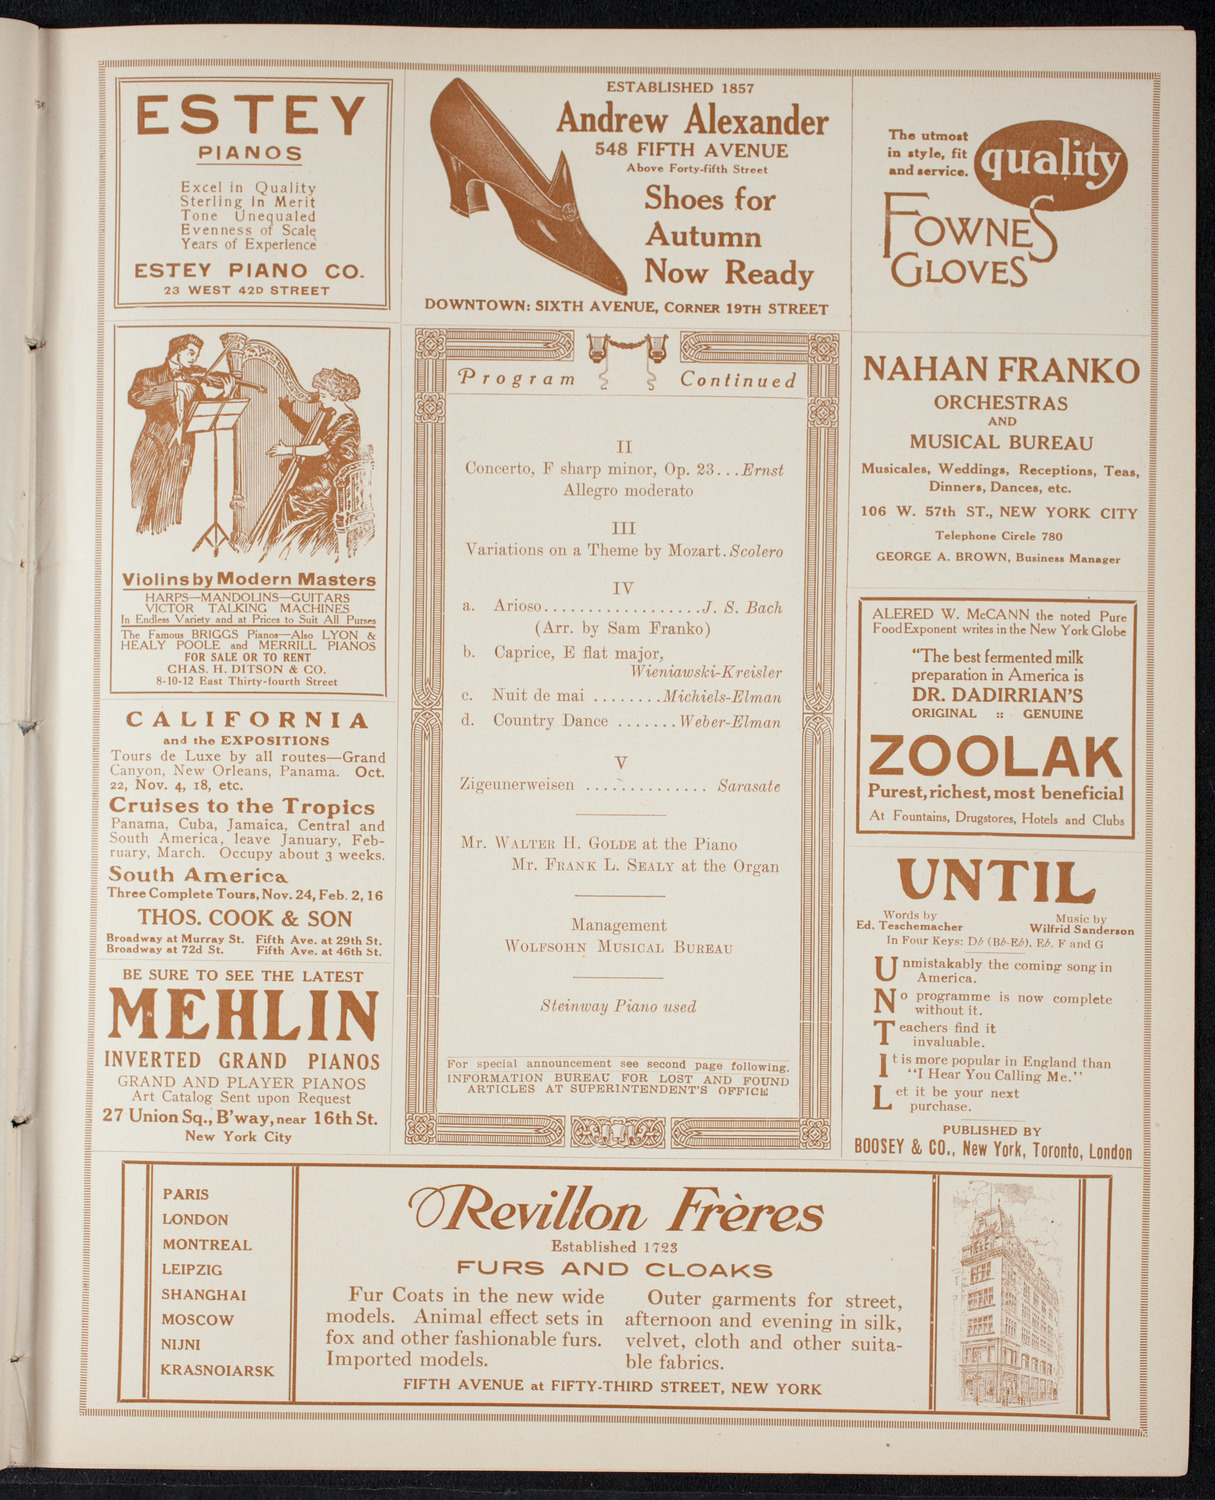 ESTEY
PIANOS
Excel in Quality
Sterling in Merit
Tone Unequaled
Evenness of Scale
Years of Experience
ESTEY PIANO CO.
23 WEST 42D STREET
ESTABLISHED 1857
Andrew Alexander
548 FIFTH AVENUE
Above Forty-fifth Street
Shoes for
Autumn
Now Ready
DOWNTOWN: SIXTH AVENUE, CORNER 19TH STREET
The utmost
in style, fit
and service.
quality
FOWNES
GLOVES
Violins by Modern Masters
HARPS—MANDOLINS—GUITARS
VICTOR TALKING MACHINES
In Endless Variety and at Prices to Suit All Purses
The Famous BRIGGS Pianos—Also LYON &
HEALY POOLE and MERRILL PIANOS
FOR SALE OR TO RENT
CHAS. H. DITSON & CO.
8-10-12 East Thirty-fourth Street
CALIFORNIA
and the EXPOSITIONS
Tours de Luxe by all routes—Grand
Canyon, New Orleans, Panama. Oct.
22, Nov. 4, 18, etc.
Cruises to the Tropics
Panama, Cuba, Jamaica, Central and
South America, leave January, Feb-
ruary, March. Occupy about 3 weeks.
South America
Three Complete Tours, Nov. 24, Feb. 2, 16
THOS. COOK & SON
Broadway at Murray St. Fifth Ave. at 29th St.
Broadway at 72d St. Fifth Ave. at 46th St.
BE SURE TO SEE THE LATEST
MEHLIN
INVERTED GRAND PIANOS
GRAND AND PLAYER PIANOS
Art Catalog Sent upon Request
27 Union Sq., B'way, near 16th St.
New York City
Program Continued
II
Concerto, F sharp minor, Op. 23...Ernst
Allegro moderato
III
Variations on a Theme by Mozart.Scolero
IV
a. Arioso..................J. S. Bach
(Arr. by Sam Franko)
b. Caprice, E flat major,
Wieniawski-Kreisler
c. Nuit de mai ........Michiels-Elman
d. Country Dance .......Weber-Elman
V
Zigeunerweisen .............. Sarasate
Mr. WALTER H. GOLDE at the Piano
Mr. FRANK L. SEALY at the Organ
Management
WOLFSOHN MUSICAL BUREAU
Steinway Piano used
For special announcement see second page following.
INFORMATION BUREAU FOR LOST AND FOUND
ARTICLES AT SUPERINTENDENT'S OFFICE
NAHAN FRANKO
ORCHESTRAS
AND
MUSICAL BUREAU
Musicales, Weddings, Receptions, Teas,
Dinners, Dances, etc.
106 W. 57th ST., NEW YORK CITY
Telephone Circle 780
GEORGE A. BROWN, Business Manager
ALERED W. McCANN the noted Pure
Food Exponent writes in the New York Globe
"The best fermented milk
preparation in America is
DR. DADIRRIAN'S
ORIGINAL :: GENUINE
ZOOLAK
Purest, richest, most beneficial
At Fountains, Drugstores, Hotels and Clubs
UNTIL
Words by
Ed. Teschemacher
Music by
Wilfrid Sanderson
In Four Keys: D♭ (B♭-E♭), E♭, F and G
Unmistakably the coming song in
America.
No programme is now complete
without it.
Teachers find it
invaluable.
It is more popular in England than
"I Hear You Calling Me."
Let it be your next
purchase.
PUBLISHED BY
BOOSEY & CO., New York, Toronto, London
PARIS
LONDON
MONTREAL
LEIPZIG
SHANGHAI
MOSCOW
NIJNI
KRASNOIARSK
Revillon Frères
Established 1723
FURS AND CLOAKS
Fur Coats in the new wide
models. Animal effect sets in
fox and other fashionable furs.
Imported models.
Outer garments for street,
afternoon and evening in silk,
velvet, cloth and other suita-
ble fabrics.
FIFTH AVENUE at FIFTY-THIRD STREET, NEW YORK